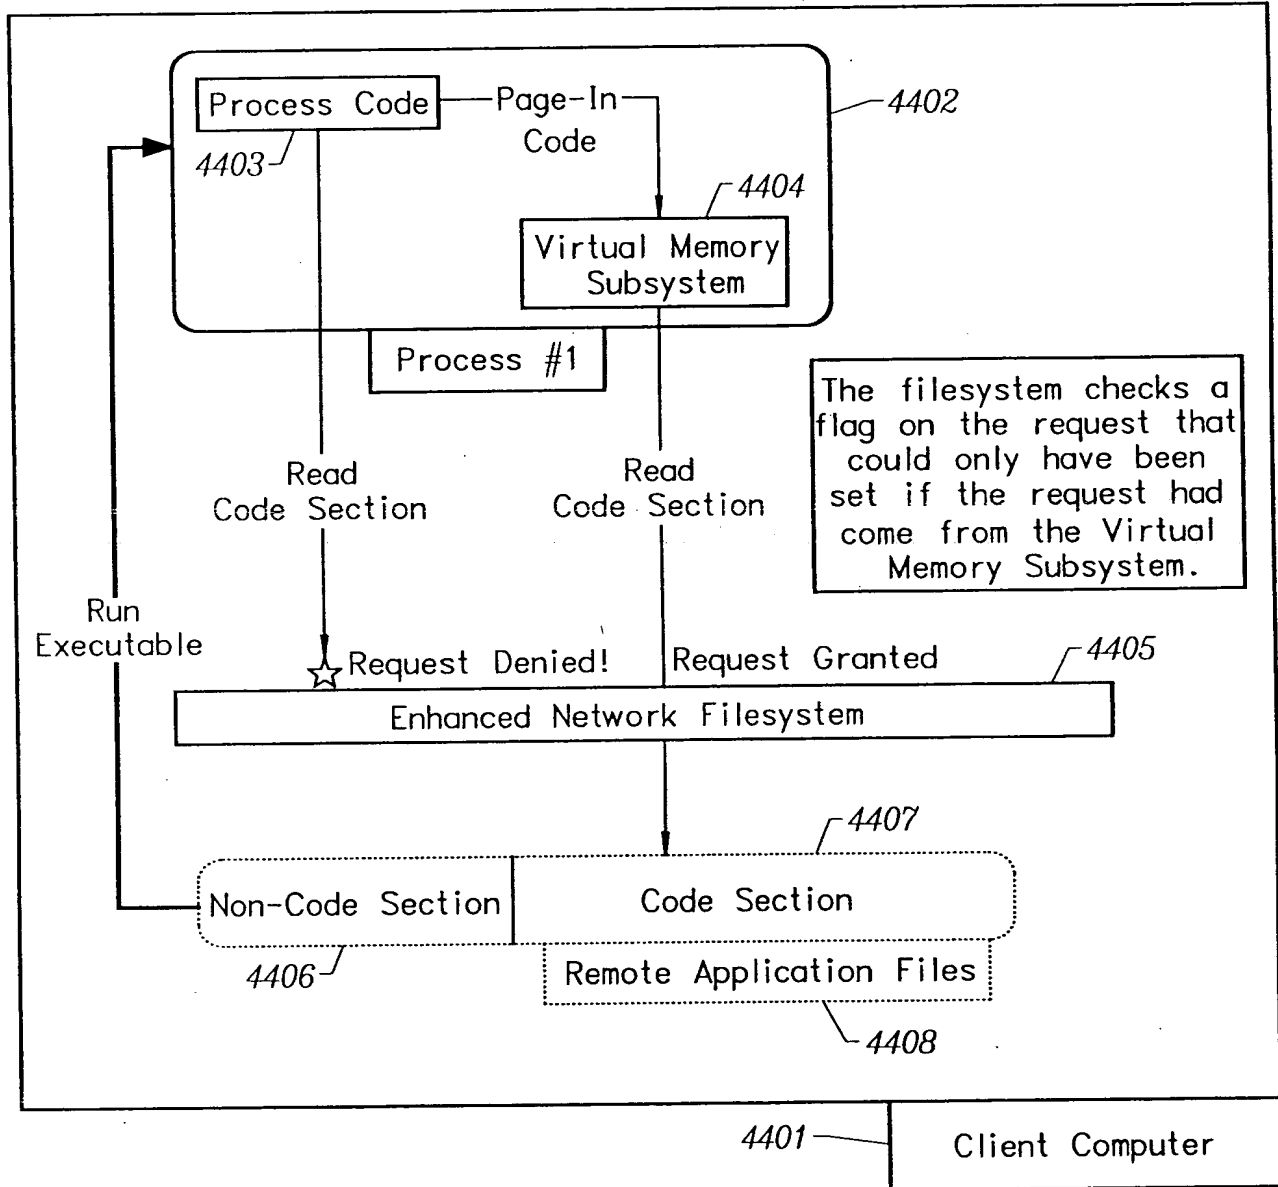 Process Code
Page-In
Code
4402
4403
4404
Virtual Memory
Subsystem
Process #1
The filesystem checks a
flag on the request that
could only have been
set if the request had
come from the Virtual
Memory Subsystem.
Read
Code Section
Read
Code Section
Run
Executable
Request Denied!
Request Granted
4405
Enhanced Network Filesystem
4407
Non-Code Section
Code Section
4406
Remote Application Files
4408
4401
Client Computer